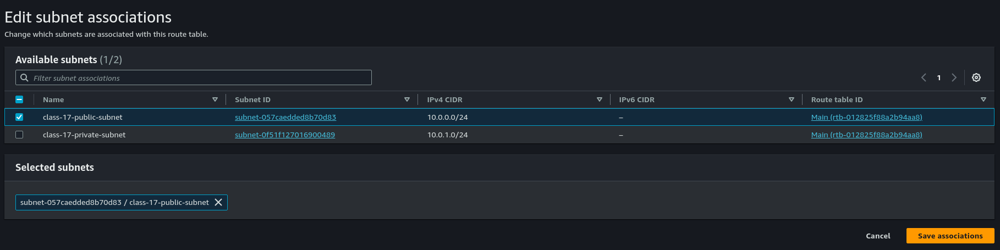 Edit subnet associations
Change which subnets are associated with this route table.
Available subnets (1/2)
Filter subnet associations
1
Name Subnet ID IPv4 CIDR IPv6 CIDR Route table ID
class-17-public-subnet subnet-057caedded8b70d83 10.0.0.0/24 – Main (rtb-012825f88a2b94aa8)
class-17-private-subnet subnet-0f51f127016900489 10.0.1.0/24 – Main (rtb-012825f88a2b94aa8)
Selected subnets
subnet-057caedded8b70d83 / class-17-public-subnet
Cancel Save associations